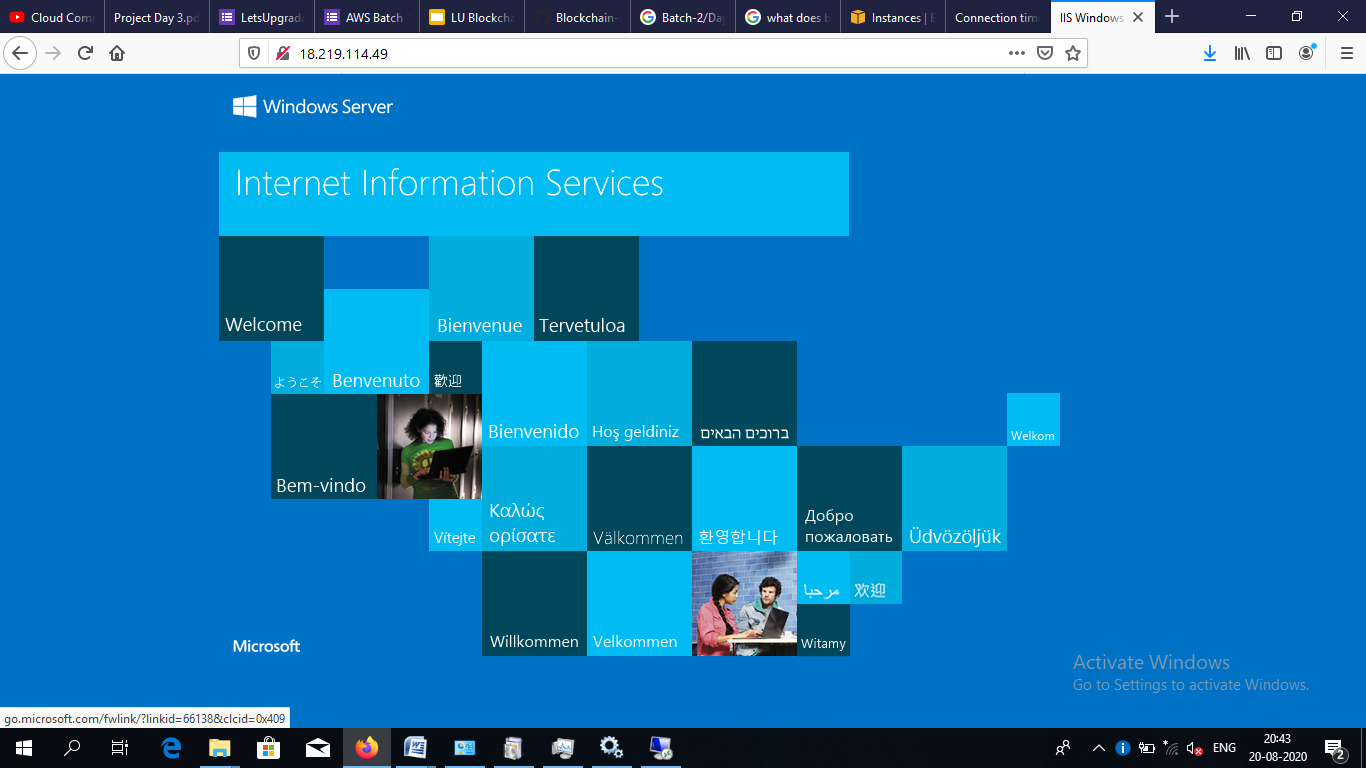 Cloud Comp
Project Day 3.pd
LetsUpgrade
AWS Batch
LU Blockcha
Blockchain-
Batch-2/Day
what does b
Instances | E
Connection time
IIS Windows
18.219.114.49
Windows Server
Internet Information Services
Welcome
Bienvenue
Tervetuloa
ようこそ
Benvenuto
歡迎
Bem-vindo
Bienvenido
Hoş geldiniz
ברוכים הבאים
Welkom
Vítejte
Καλώς
ορίσατε
Välkommen
환영합니다
Добро
пожаловать
Üdvözöljük
Willkommen
Velkommen
مرحبا
欢迎
Witamy
Microsoft
Activate Windows
Go to Settings to activate Windows.
go.microsoft.com/fwlink/?linkid=66138&clcid=0x409
ENG
20:43
20-08-2020
2